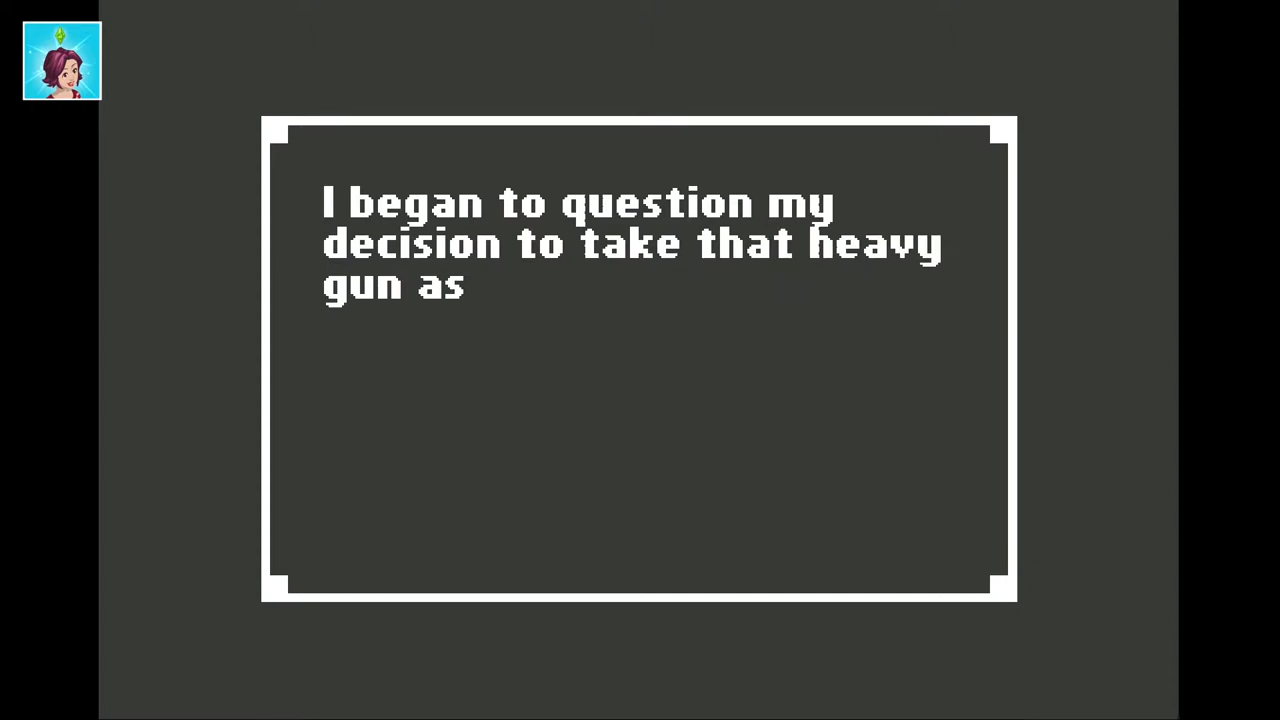 I began to question my
decision to take that heavy
gun as